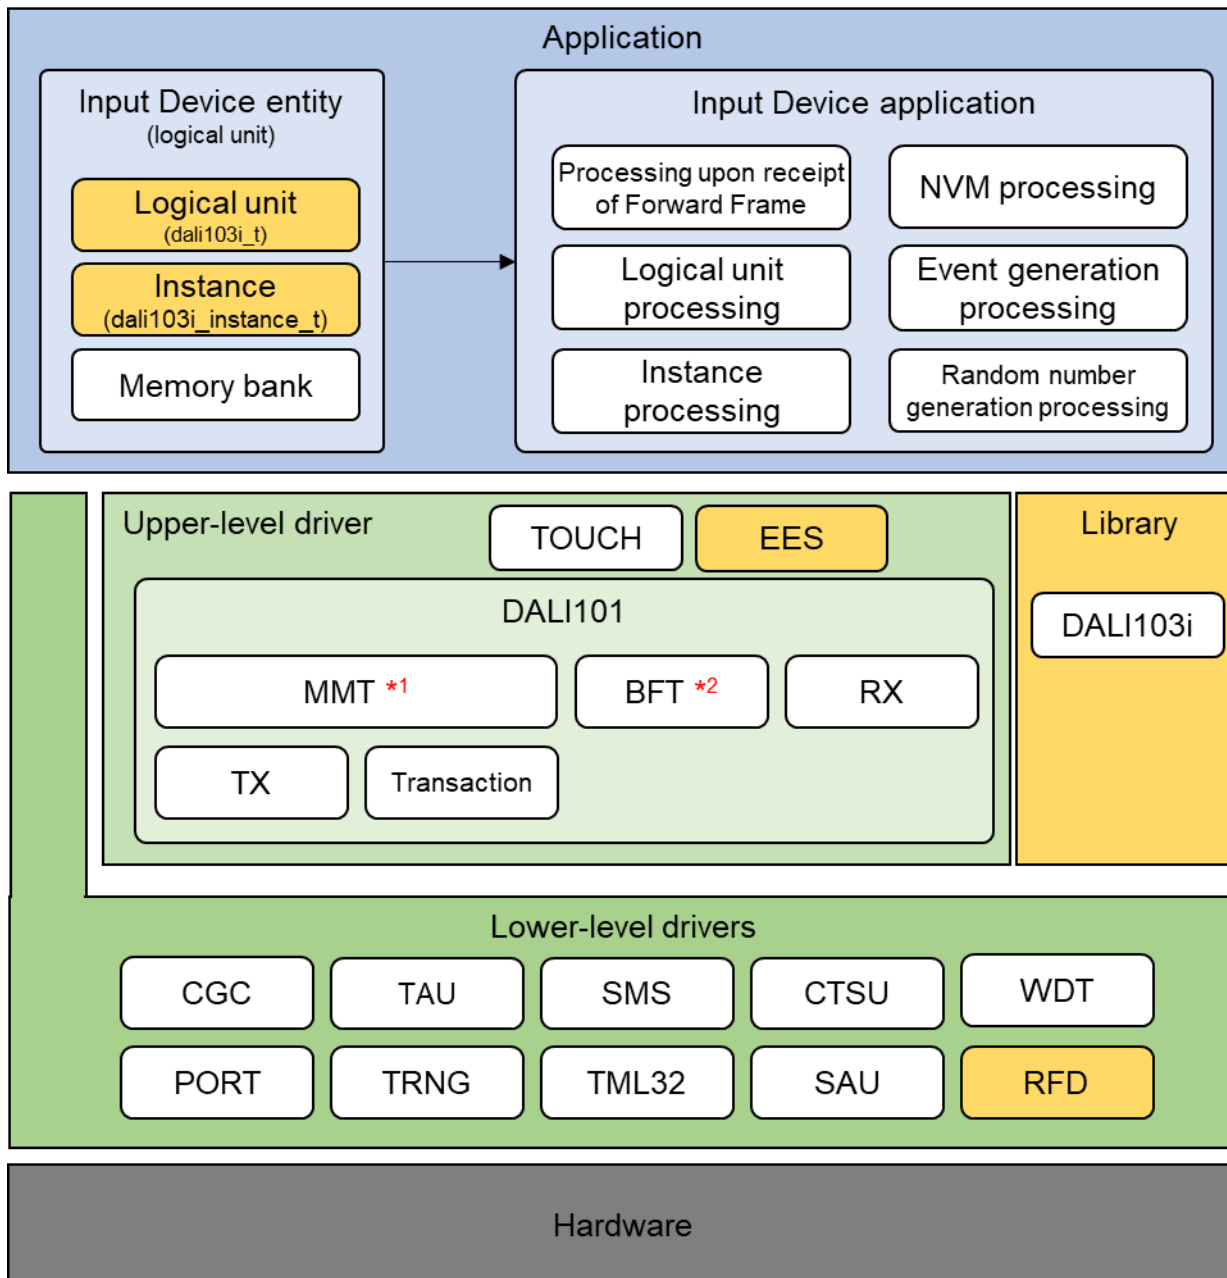 Application
Input Device entity
(logical unit)
Logical unit
(dali103i_t)
Instance
(dali103i_instance_t)
Memory bank
Input Device application
Processing upon receipt
of Forward Frame
NVM processing
Logical unit
processing
Event generation
processing
Instance
processing
Random number
generation processing
Upper-level driver
TOUCH
EES
Library
DALI101
DALI103i
MMT *1
BFT *2
RX
TX
Transaction
Lower-level drivers
CGC
TAU
SMS
CTSU
WDT
PORT
TRNG
TML32
SAU
RFD
Hardware